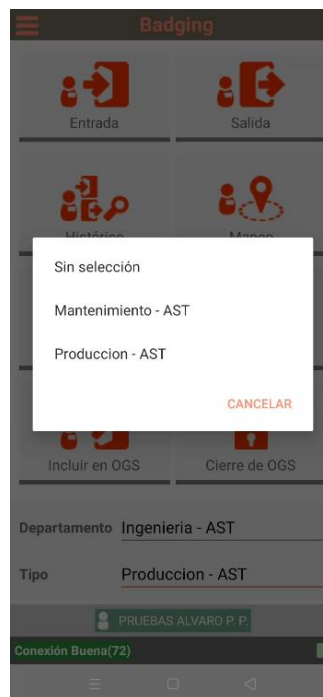 Badging
Entrada
Salida
Histórico
Mapeo
Sin selección
Mantenimiento - AST
Produccion - AST
CANCELAR
Incluir en OGS
Cierre de OGS
Departamento Ingenieria - AST
Tipo Produccion - AST
PRUEBAS ALVARO P. P.
Conexión Buena(72)